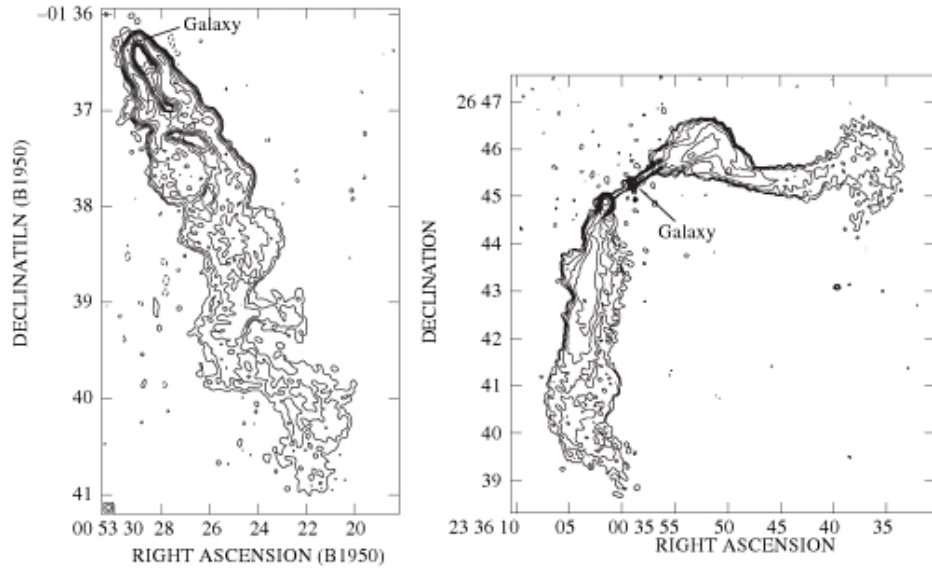 –01 36
Galaxy
37
38
39
40
41
DECLINATILN (B1950)
00 53 30 28 26 24 22 20
RIGHT ASCENSION (B1950)
26 47
46
45
44
43
42
41
40
39
Galaxy
DECLINATION
23 36 10 05 00 35 55 50 45 40 35
RIGHT ASCENSION